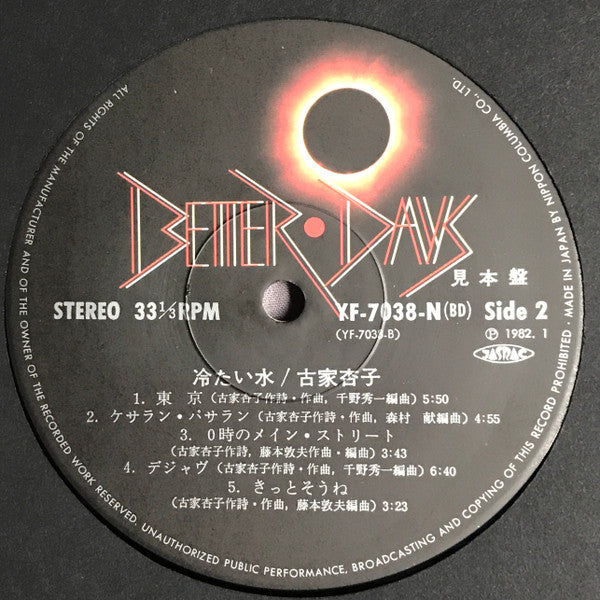 BETTER・DAYS
見本盤
STEREO 33⅓RPM
YF-7038-N(BD) Side 2
(YF-7038-B)
Ⓟ 1982. 1
JASRAC
冷たい水/古家杏子
1. 東 京(古家杏子作詩・作曲, 千野秀一編曲) 5:50
2. ケサラン・パサラン(古家杏子作詩・作曲, 森村 献編曲) 4:55
3. 0時のメイン・ストリート
(古家杏子作詩, 藤本敦夫作曲・編曲) 3:43
4. デジャヴ(古家杏子作詩・作曲, 千野秀一編曲) 6:40
5. きっとそうね
(古家杏子作詩・作曲, 藤本敦夫編曲) 3:23
ALL RIGHTS OF THE MANUFACTURER AND OF THE OWNER OF THE RECORDED WORK RESERVED. UNAUTHORIZED PUBLIC PERFORMANCE, BROADCASTING AND COPYING OF THIS RECORD PROHIBITED・MADE IN JAPAN BY NIPPON COLUMBIA CO., LTD.